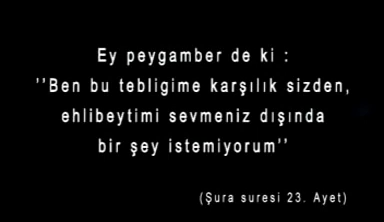 Ey peygamber de ki :
’’Ben bu tebligime karşılık sizden,
ehlibeytimi sevmeniz dışında
bir şey istemiyorum’’
(Şura suresi 23. Ayet)